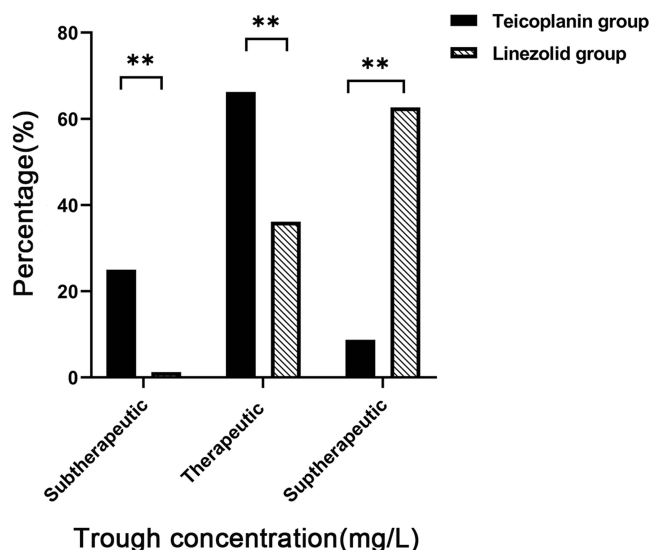 Teicoplanin group
Linezolid group
Percentage(%)
80
60
40
20
0
**
**
**
Subtherapeutic
Therapeutic
Suptherapeutic
Trough concentration(mg/L)